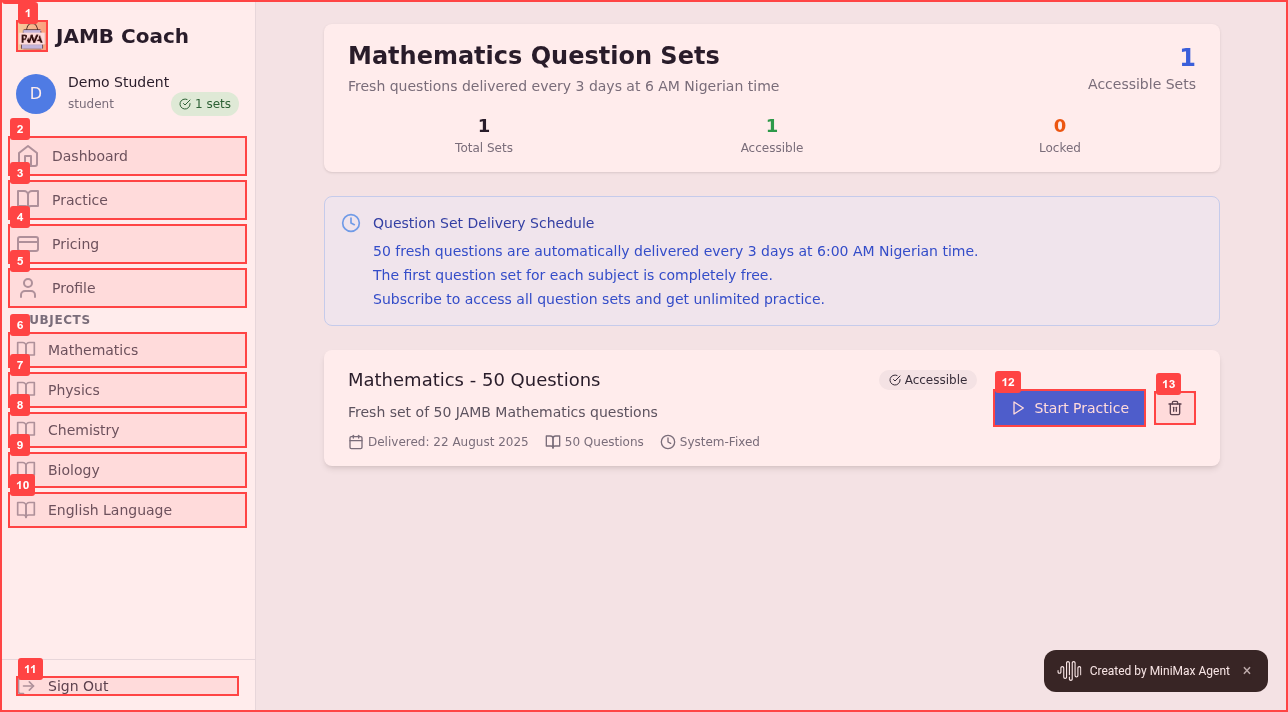 1
PWA
JAMB Coach
D
Demo Student
student
1 sets
2
Dashboard
3
Practice
4
Pricing
5
Profile
UBJECTS
6
Mathematics
7
Physics
8
Chemistry
9
Biology
10
English Language
11
Sign Out
Mathematics Question Sets
Fresh questions delivered every 3 days at 6 AM Nigerian time
1
Accessible Sets
1
Total Sets
1
Accessible
0
Locked
Question Set Delivery Schedule
50 fresh questions are automatically delivered every 3 days at 6:00 AM Nigerian time.
The first question set for each subject is completely free.
Subscribe to access all question sets and get unlimited practice.
Mathematics - 50 Questions
Accessible
Fresh set of 50 JAMB Mathematics questions
Delivered: 22 August 2025
50 Questions
System-Fixed
12
Start Practice
13
Created by MiniMax Agent ×